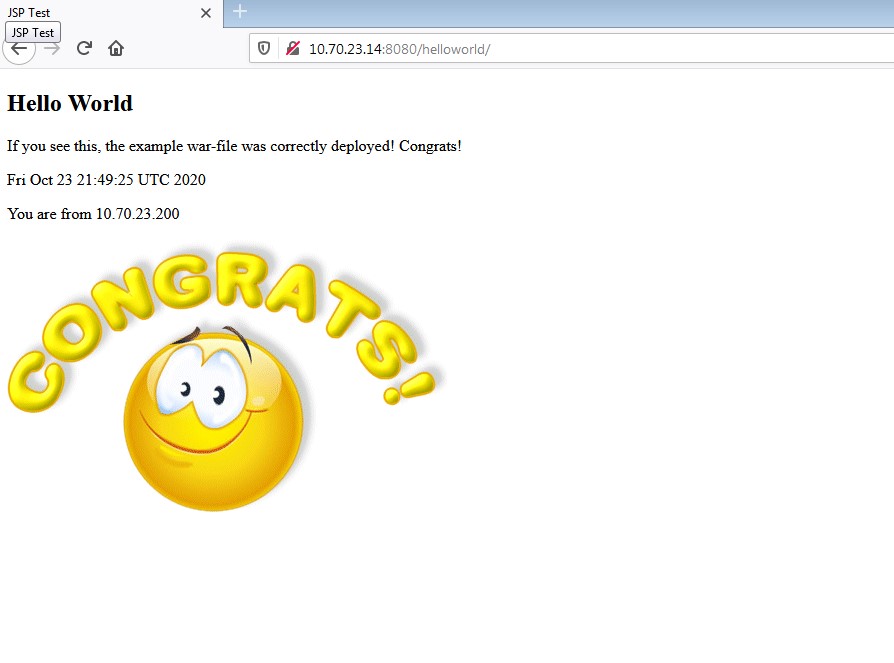 JSP Test
JSP Test
10.70.23.14:8080/helloworld/
Hello World
If you see this, the example war-file was correctly deployed! Congrats!
Fri Oct 23 21:49:25 UTC 2020
You are from 10.70.23.200
CONGRATS!